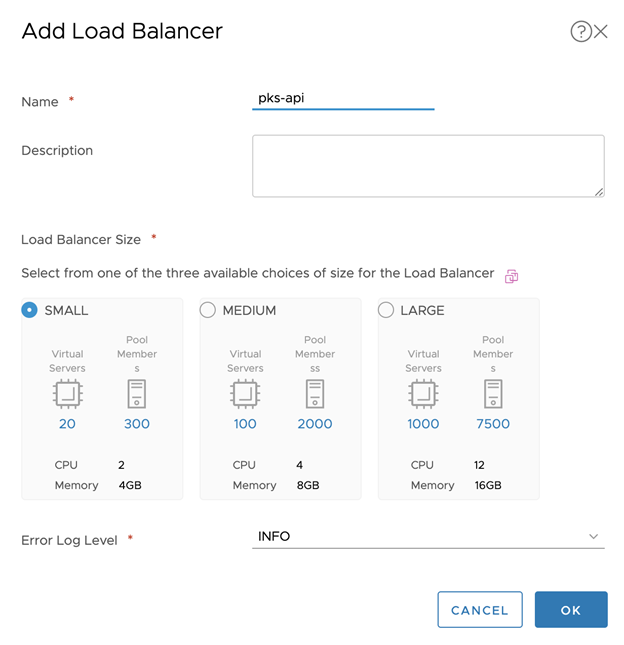 Add Load Balancer
?
Name *
pks-api
Description
Load Balancer Size *
Select from one of the three available choices of size for the Load Balancer
SMALL
Virtual
Servers
Pool
Member
s
20
300
CPU 2
Memory 4GB
MEDIUM
Virtual
Servers
Pool
Member
ss
100
2000
CPU 4
Memory 8GB
LARGE
Virtual
Servers
Pool
Member
s
1000
7500
CPU 12
Memory 16GB
Error Log Level *
INFO
CANCEL
OK